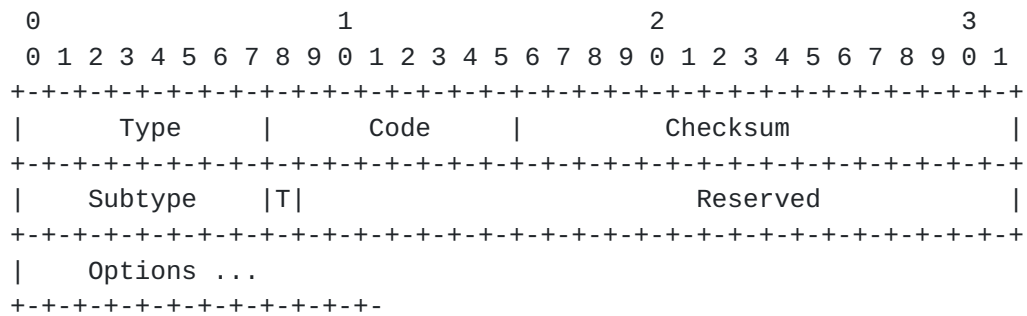 0                   1                   2                   3
 0 1 2 3 4 5 6 7 8 9 0 1 2 3 4 5 6 7 8 9 0 1 2 3 4 5 6 7 8 9 0 1
+-+-+-+-+-+-+-+-+-+-+-+-+-+-+-+-+-+-+-+-+-+-+-+-+-+-+-+-+-+-+-+-+
|      Type     |      Code     |         Checksum              |
+-+-+-+-+-+-+-+-+-+-+-+-+-+-+-+-+-+-+-+-+-+-+-+-+-+-+-+-+-+-+-+-+
|    Subtype    |T|                         Reserved            |
+-+-+-+-+-+-+-+-+-+-+-+-+-+-+-+-+-+-+-+-+-+-+-+-+-+-+-+-+-+-+-+-+
|    Options ...
+-+-+-+-+-+-+-+-+-+-+-+-